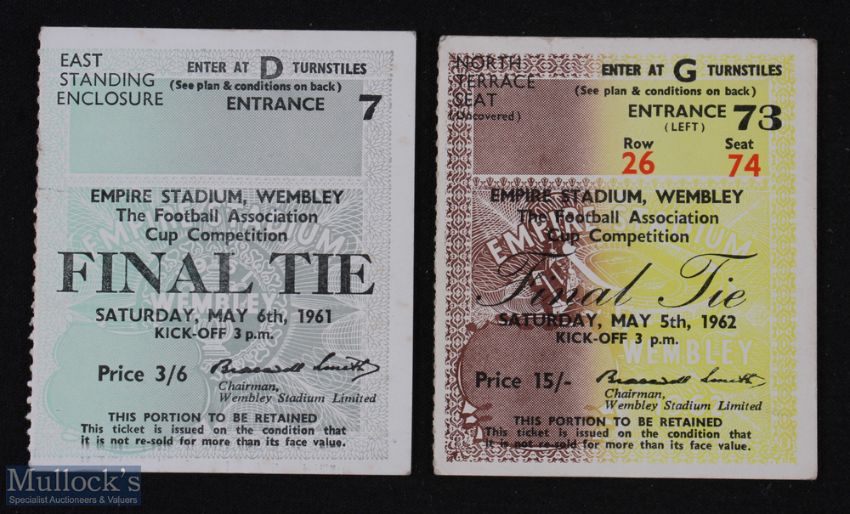 EAST
STANDING
ENCLOSURE
ENTER AT D TURNSTILES
(See plan & conditions on back)
ENTRANCE 7
EMPIRE STADIUM, WEMBLEY
The Football Association
Cup Competition
FINAL TIE
SATURDAY, MAY 6th, 1961
KICK-OFF 3 p.m.
Price 3/6
Chairman,
Wembley Stadium Limited
THIS PORTION TO BE RETAINED
This ticket is issued on the condition that
it is not re-sold for more than its face value.
NORTH
TERRACE
SEAT
(Uncovered)
ENTER AT G TURNSTILES
(See plan & conditions on back)
ENTRANCE 73
(LEFT)
Row Seat
26 74
EMPIRE STADIUM, WEMBLEY
The Football Association
Cup Competition
Final Tie
SATURDAY, MAY 5th, 1962
KICK-OFF 3 p.m.
WEMBLEY
Price 15/-
Chairman,
Wembley Stadium Limited
THIS PORTION TO BE RETAINED
This ticket is issued on the condition that
it is not re-sold for more than its face value.
Mullock's
Specialist Auctioneers & Valuers